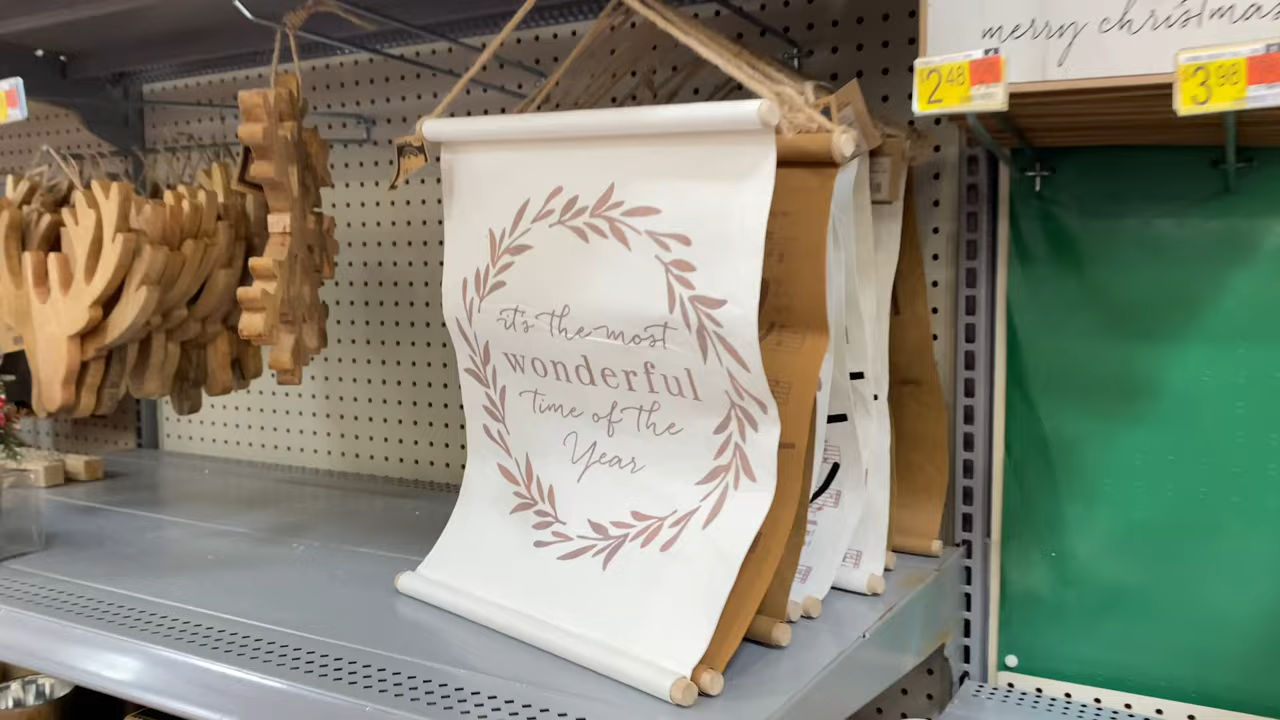 merry christmas
$2.48
$3.98
it's the most
wonderful
Time of the
Year